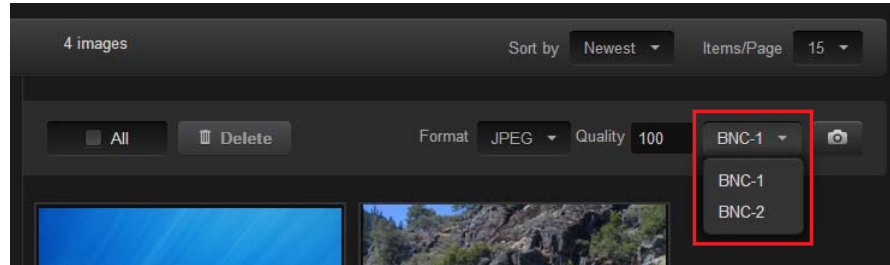 4 images Sort by Newest Items/Page 15
All Delete Format JPEG Quality 100 BNC-1
BNC-1
BNC-2